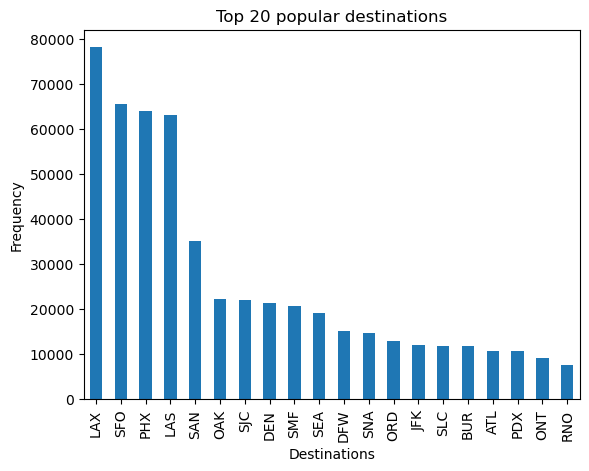 Top 20 popular destinations
Frequency
80000
70000
60000
50000
40000
30000
20000
10000
0
LAX SFO PHX LAS SAN OAK SJC DEN SMF SEA DFW SNA ORD JFK SLC BUR ATL PDX ONT RNO
Destinations